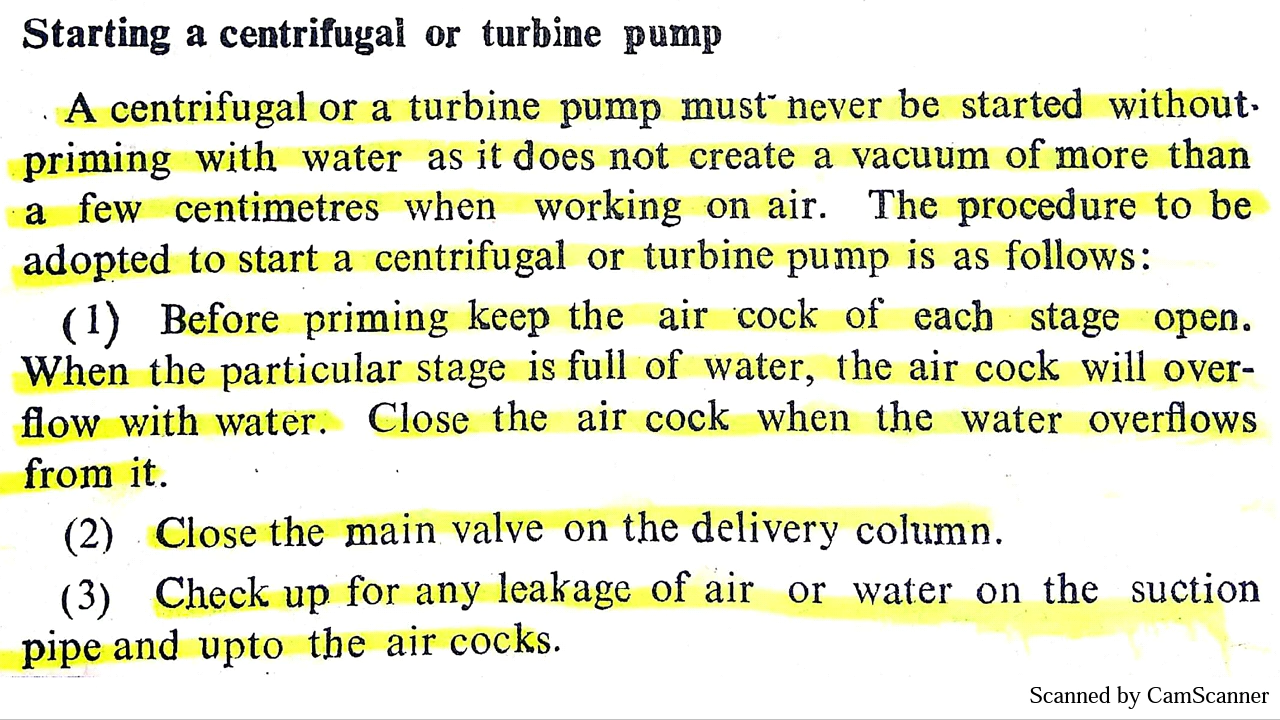 Starting a centrifugal or turbine pump
A centrifugal or a turbine pump must never be started without
priming with water as it does not create a vacuum of more than
a few centimetres when working on air. The procedure to be
adopted to start a centrifugal or turbine pump is as follows:
(1) Before priming keep the air cock of each stage open.
When the particular stage is full of water, the air cock will over-
flow with water. Close the air cock when the water overflows
from it.
(2) Close the main valve on the delivery column.
(3) Check up for any leakage of air or water on the suction
pipe and upto the air cocks.
Scanned by CamScanner